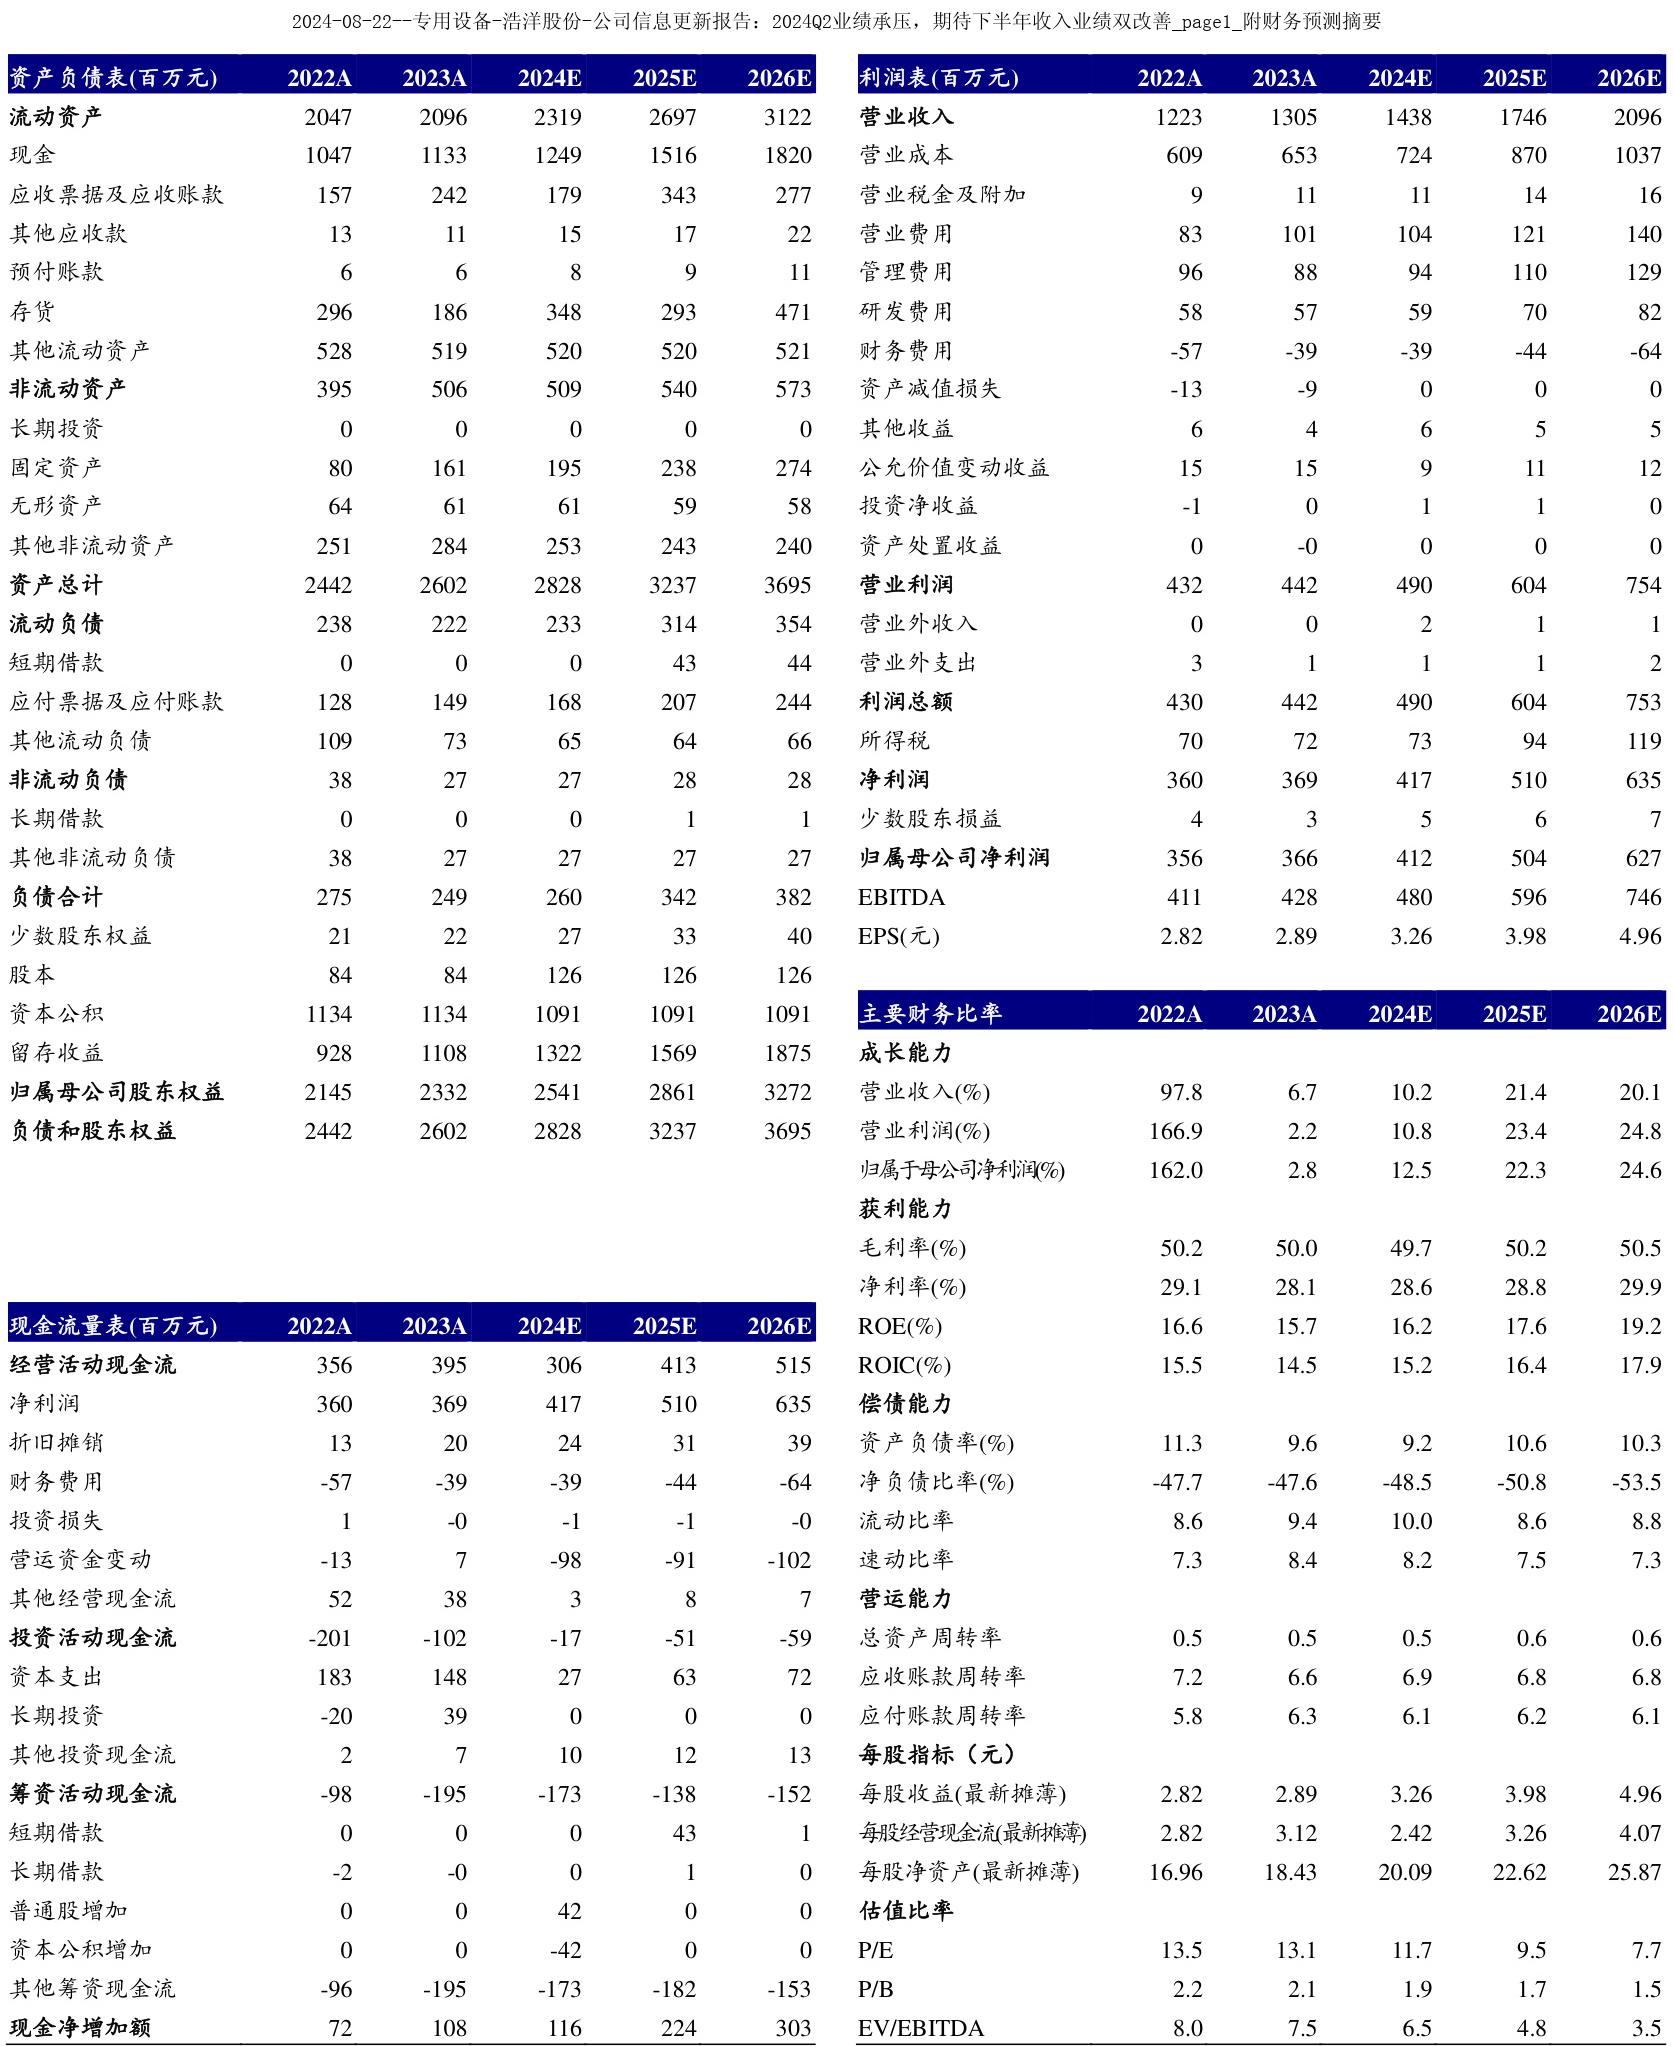 2024-08-22--专用设备-浩洋股份-公司信息更新报告：2024Q2业绩承压，期待下半年收入业绩双改善_page1_附财务预测摘要
资产负债表(百万元) 2022A 2023A 2024E 2025E 2026E
流动资产 2047 2096 2319 2697 3122
现金 1047 1133 1249 1516 1820
应收票据及应收账款 157 242 179 343 277
其他应收款 13 11 15 17 22
预付账款 6 6 8 9 11
存货 296 186 348 293 471
其他流动资产 528 519 520 520 521
非流动资产 395 506 509 540 573
长期投资 0 0 0 0 0
固定资产 80 161 195 238 274
无形资产 64 61 61 59 58
其他非流动资产 251 284 253 243 240
资产总计 2442 2602 2828 3237 3695
流动负债 238 222 233 314 354
短期借款 0 0 0 43 44
应付票据及应付账款 128 149 168 207 244
其他流动负债 109 73 65 64 66
非流动负债 38 27 27 28 28
长期借款 0 0 0 1 1
其他非流动负债 38 27 27 27 27
负债合计 275 249 260 342 382
少数股东权益 21 22 27 33 40
股本 84 84 126 126 126
资本公积 1134 1134 1091 1091 1091
留存收益 928 1108 1322 1569 1875
归属母公司股东权益 2145 2332 2541 2861 3272
负债和股东权益 2442 2602 2828 3237 3695
现金流量表(百万元) 2022A 2023A 2024E 2025E 2026E
经营活动现金流 356 395 306 413 515
净利润 360 369 417 510 635
折旧摊销 13 20 24 31 39
财务费用 -57 -39 -39 -44 -64
投资损失 1 -0 -1 -1 -0
营运资金变动 -13 7 -98 -91 -102
其他经营现金流 52 38 3 8 7
投资活动现金流 -201 -102 -17 -51 -59
资本支出 183 148 27 63 72
长期投资 -20 39 0 0 0
其他投资现金流 2 7 10 12 13
筹资活动现金流 -98 -195 -173 -138 -152
短期借款 0 0 0 43 1
长期借款 -2 -0 0 1 0
普通股增加 0 0 42 0 0
资本公积增加 0 0 -42 0 0
其他筹资现金流 -96 -195 -173 -182 -153
现金净增加额 72 108 116 224 303
利润表(百万元) 2022A 2023A 2024E 2025E 2026E
营业收入 1223 1305 1438 1746 2096
营业成本 609 653 724 870 1037
营业税金及附加 9 11 11 14 16
营业费用 83 101 104 121 140
管理费用 96 88 94 110 129
研发费用 58 57 59 70 82
财务费用 -57 -39 -39 -44 -64
资产减值损失 -13 -9 0 0 0
其他收益 6 4 6 5 5
公允价值变动收益 15 15 9 11 12
投资净收益 -1 0 1 1 0
资产处置收益 0 -0 0 0 0
营业利润 432 442 490 604 754
营业外收入 0 0 2 1 1
营业外支出 3 1 1 1 2
利润总额 430 442 490 604 753
所得税 70 72 73 94 119
净利润 360 369 417 510 635
少数股东损益 4 3 5 6 7
归属母公司净利润 356 366 412 504 627
EBITDA 411 428 480 596 746
EPS(元) 2.82 2.89 3.26 3.98 4.96
主要财务比率 2022A 2023A 2024E 2025E 2026E
成长能力
营业收入(%) 97.8 6.7 10.2 21.4 20.1
营业利润(%) 166.9 2.2 10.8 23.4 24.8
归属于母公司净利润(%) 162.0 2.8 12.5 22.3 24.6
获利能力
毛利率(%) 50.2 50.0 49.7 50.2 50.5
净利率(%) 29.1 28.1 28.6 28.8 29.9
ROE(%) 16.6 15.7 16.2 17.6 19.2
ROIC(%) 15.5 14.5 15.2 16.4 17.9
偿债能力
资产负债率(%) 11.3 9.6 9.2 10.6 10.3
净负债比率(%) -47.7 -47.6 -48.5 -50.8 -53.5
流动比率 8.6 9.4 10.0 8.6 8.8
速动比率 7.3 8.4 8.2 7.5 7.3
营运能力
总资产周转率 0.5 0.5 0.5 0.6 0.6
应收账款周转率 7.2 6.6 6.9 6.8 6.8
应付账款周转率 5.8 6.3 6.1 6.2 6.1
每股指标（元）
每股收益(最新摊薄) 2.82 2.89 3.26 3.98 4.96
每股经营现金流(最新摊薄) 2.82 3.12 2.42 3.26 4.07
每股净资产(最新摊薄) 16.96 18.43 20.09 22.62 25.87
估值比率
P/E 13.5 13.1 11.7 9.5 7.7
P/B 2.2 2.1 1.9 1.7 1.5
EV/EBITDA 8.0 7.5 6.5 4.8 3.5